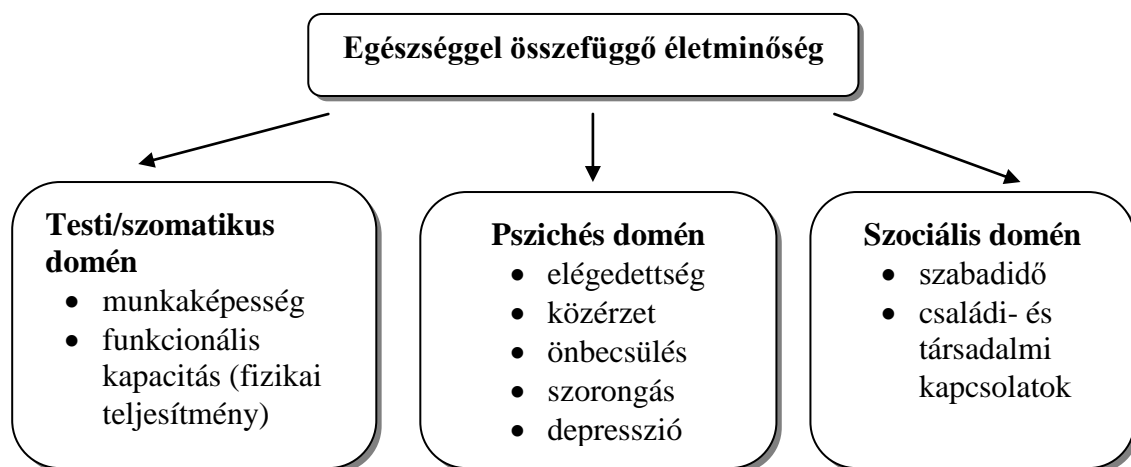 Egészséggel összefüggő életminőség
Testi/szomatikus
domén
• munkaképesség
• funkcionális
kapacitás (fizikai
teljesítmény)
Pszichés domén
• elégedettség
• közérzet
• önbecsülés
• szorongás
• depresszió
Szociális domén
• szabadidő
• családi- és
társadalmi
kapcsolatok